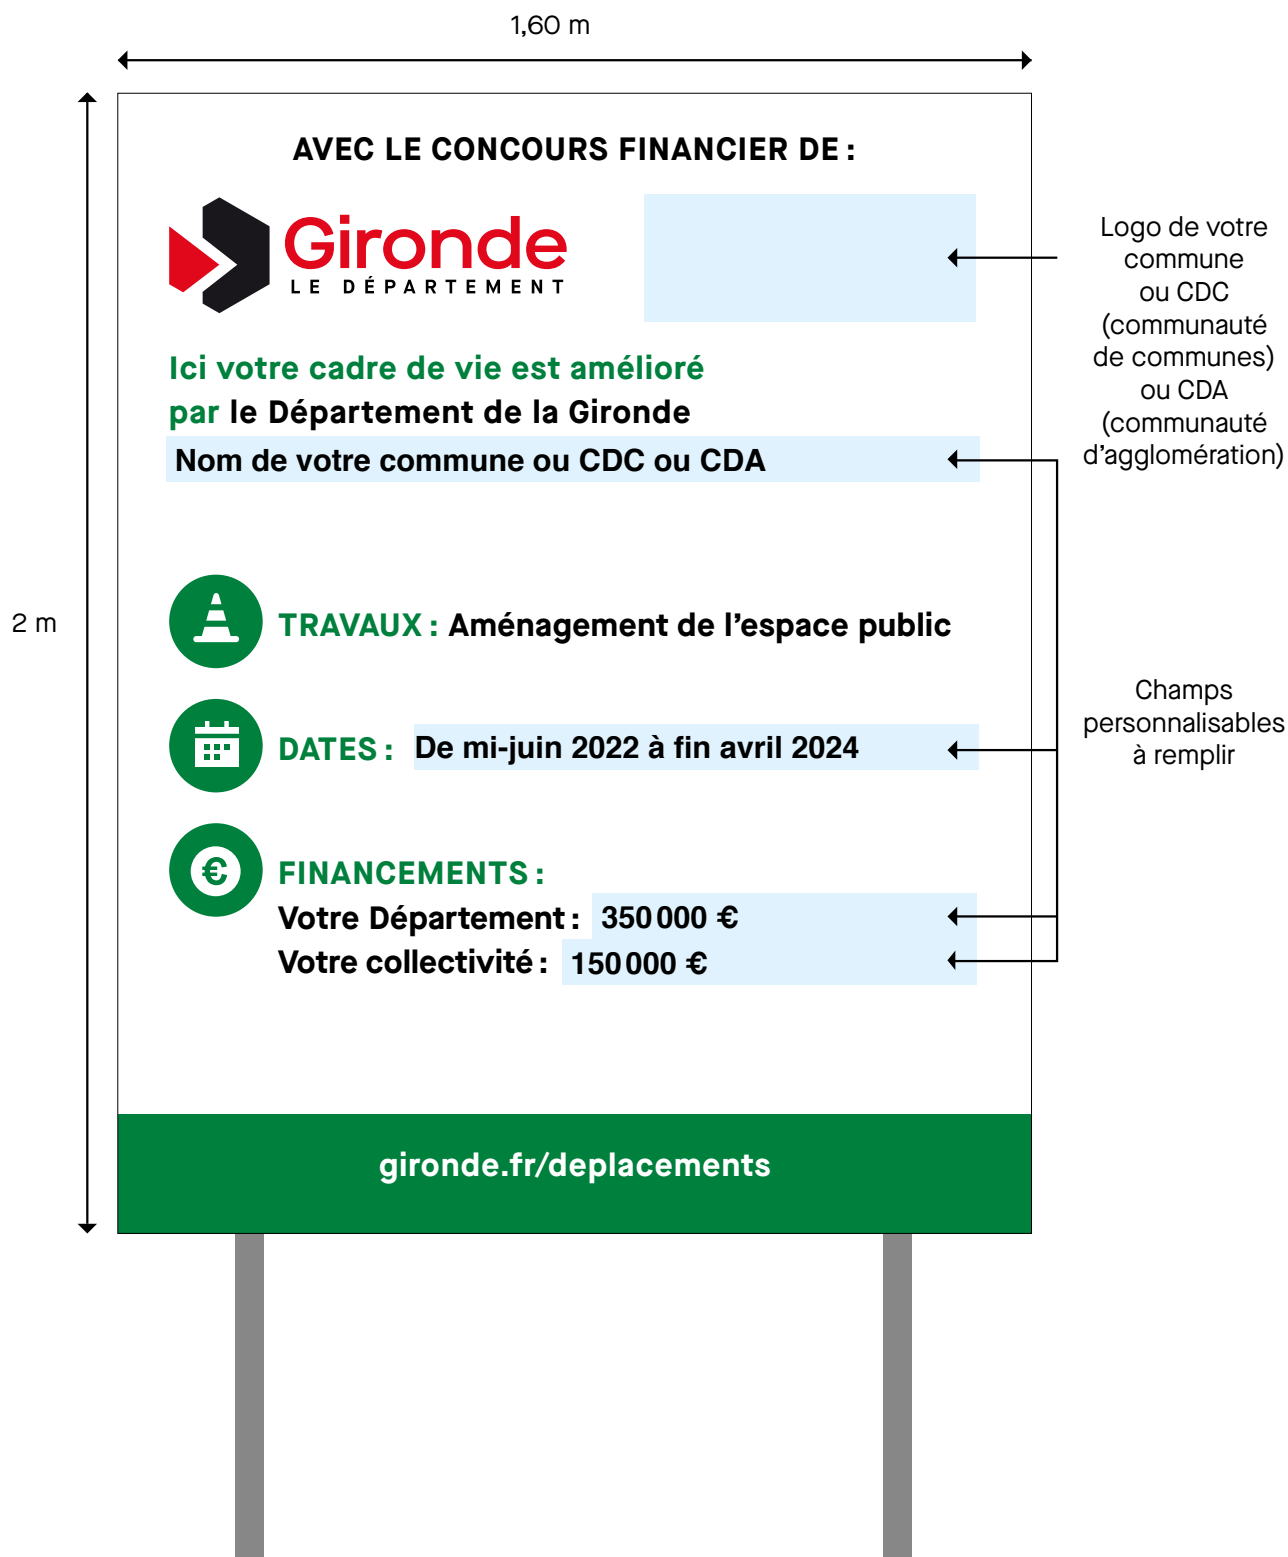 1,60 m
AVEC LE CONCOURS FINANCIER DE :
Gironde
LE DÉPARTEMENT
Logo de votre
commune
ou CDC
(communauté
de communes)
ou CDA
(communauté
d'agglomération)
Ici votre cadre de vie est amélioré
par le Département de la Gironde
Nom de votre commune ou CDC ou CDA
2 m
TRAVAUX : Aménagement de l'espace public
Champs
personnalisables
à remplir
DATES : De mi-juin 2022 à fin avril 2024
€
FINANCEMENTS :
Votre Département : 350 000 €
Votre collectivité : 150 000 €
gironde.fr/deplacements